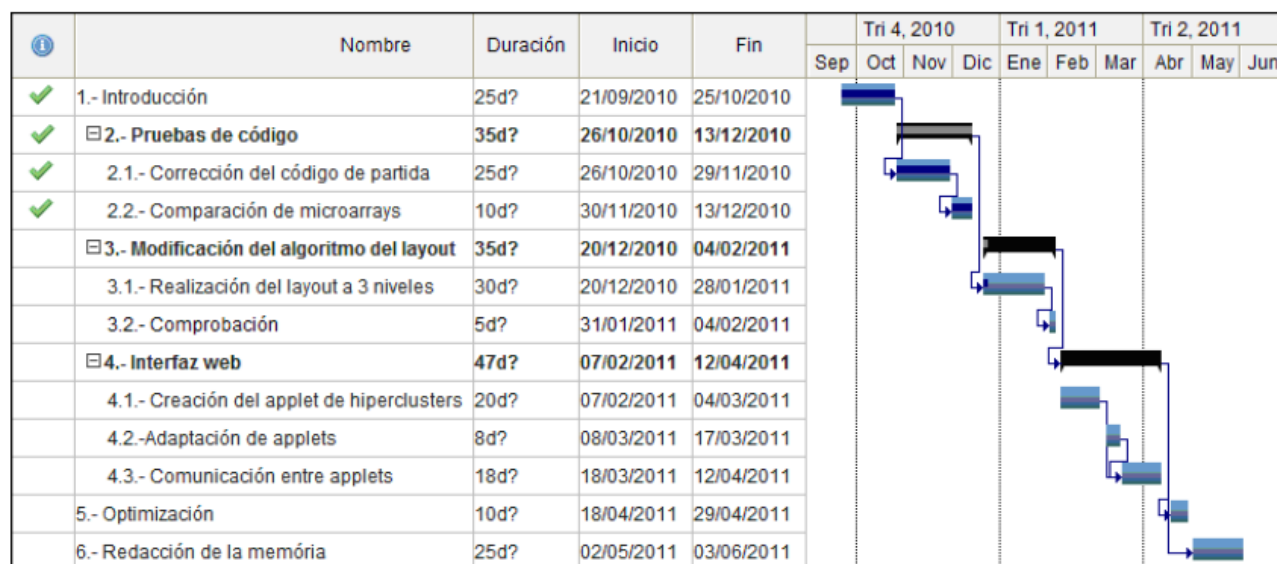 Nombre Duración Inicio Fin Tri 4, 2010 Tri 1, 2011 Tri 2, 2011
Sep Oct Nov Dic Ene Feb Mar Abr May Jun
1.- Introducción 25d? 21/09/2010 25/10/2010
2.- Pruebas de código 35d? 26/10/2010 13/12/2010
2.1.- Corrección del código de partida 25d? 26/10/2010 29/11/2010
2.2.- Comparación de microarrays 10d? 30/11/2010 13/12/2010
3.- Modificación del algoritmo del layout 35d? 20/12/2010 04/02/2011
3.1.- Realización del layout a 3 niveles 30d? 20/12/2010 28/01/2011
3.2.- Comprobación 5d? 31/01/2011 04/02/2011
4.- Interfaz web 47d? 07/02/2011 12/04/2011
4.1.- Creación del applet de hiperclusters 20d? 07/02/2011 04/03/2011
4.2.-Adaptación de applets 8d? 08/03/2011 17/03/2011
4.3.- Comunicación entre applets 18d? 18/03/2011 12/04/2011
5.- Optimización 10d? 18/04/2011 29/04/2011
6.- Redacción de la memória 25d? 02/05/2011 03/06/2011